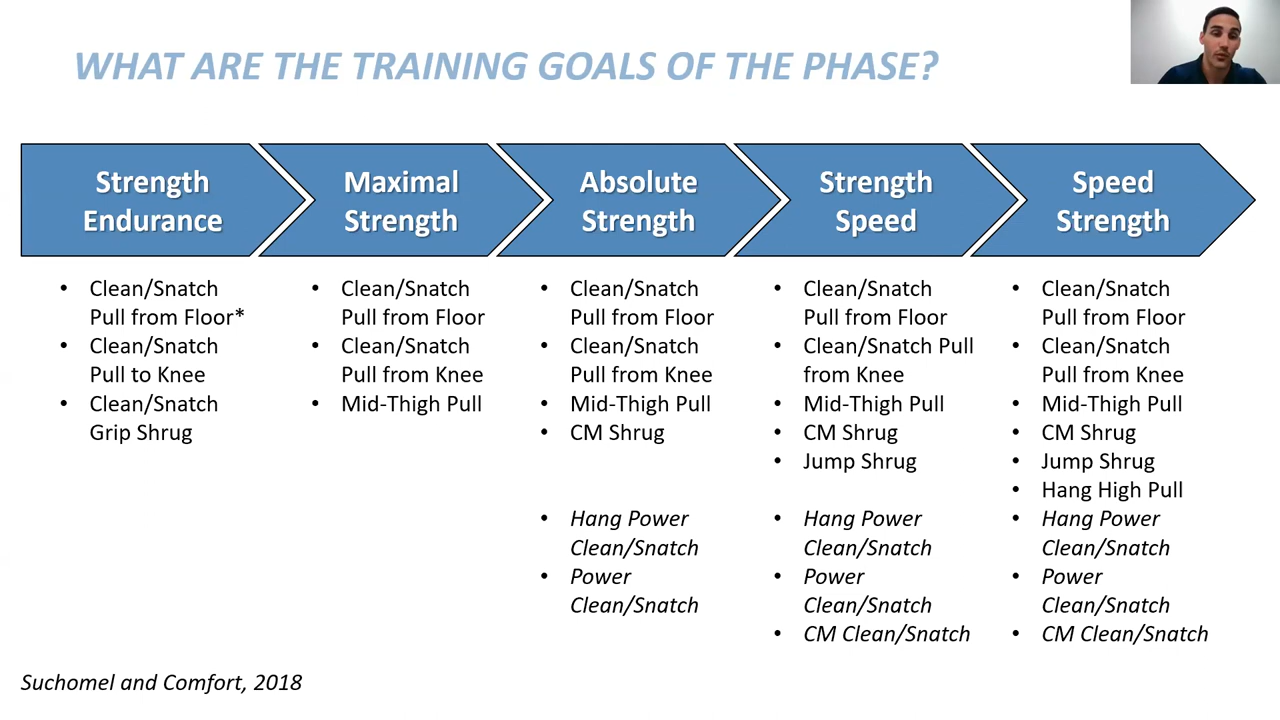 WHAT ARE THE TRAINING GOALS OF THE PHASE?
Strength
Endurance
• Clean/Snatch
Pull from Floor*
• Clean/Snatch
Pull to Knee
• Clean/Snatch
Grip Shrug
Maximal
Strength
• Clean/Snatch
Pull from Floor
• Clean/Snatch
Pull from Knee
• Mid-Thigh Pull
Absolute
Strength
• Clean/Snatch
Pull from Floor
• Clean/Snatch
Pull from Knee
• Mid-Thigh Pull
• CM Shrug
• Hang Power
Clean/Snatch
• Power
Clean/Snatch
Strength
Speed
• Clean/Snatch
Pull from Floor
• Clean/Snatch Pull
from Knee
• Mid-Thigh Pull
• CM Shrug
• Jump Shrug
• Hang Power
Clean/Snatch
• Power
Clean/Snatch
• CM Clean/Snatch
Speed
Strength
• Clean/Snatch
Pull from Floor
• Clean/Snatch
Pull from Knee
• Mid-Thigh Pull
• CM Shrug
• Jump Shrug
• Hang High Pull
• Hang Power
Clean/Snatch
• Power
Clean/Snatch
• CM Clean/Snatch
Suchomel and Comfort, 2018